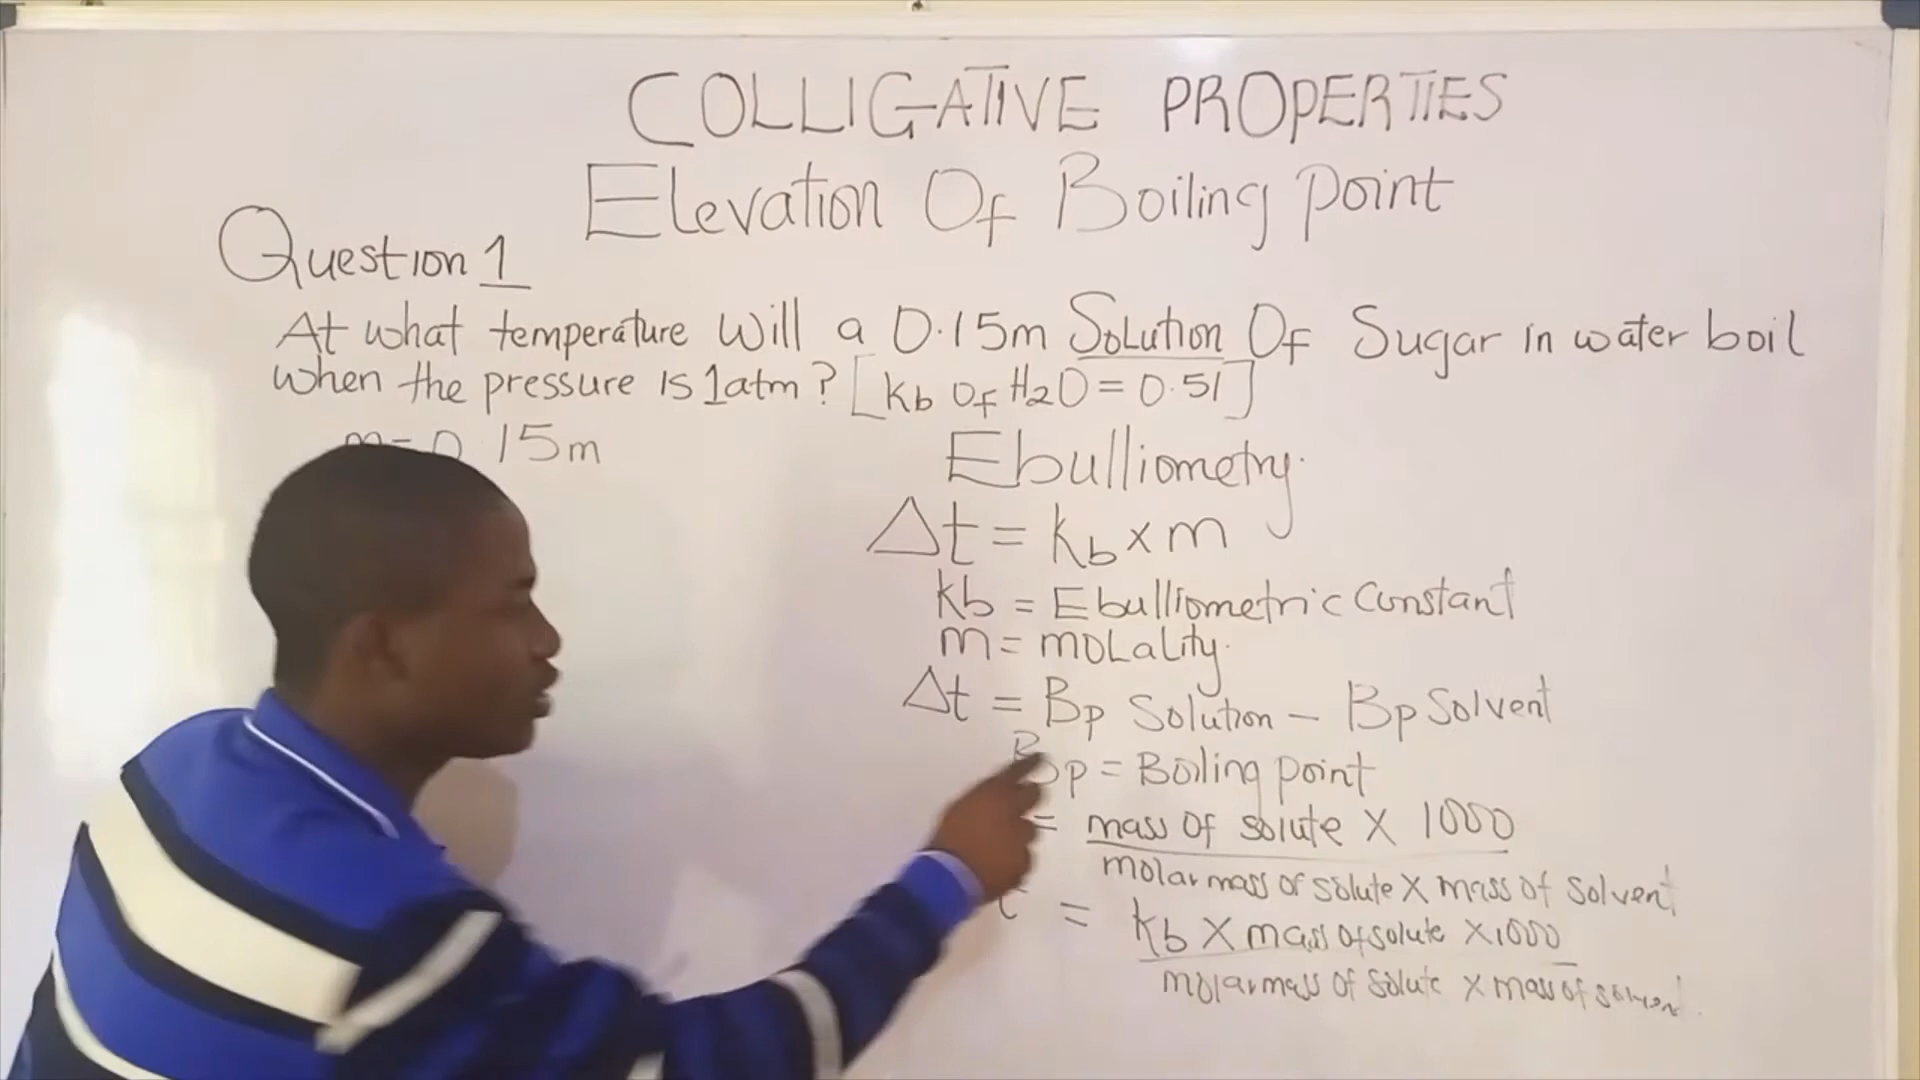 COLLIGATIVE PROPERTIES
Elevation Of Boiling point
Question 1
At what temperature will a 0.15m Solution Of Sugar in water boil
when the pressure is 1atm? [Kb Of H2O = 0.51]
m=0.15m
Ebulliometry.
Δt = Kb x m
Kb = Ebulliometric Constant
m = moLaLity.
Δt = Bp Solution - Bp Solvent
Bp = Boiling point
= mass of solute X 1000
molar mass of solute X mass of solvent
t = Kb X mass of solute X1000
molar mass of solute X mass of solvent.